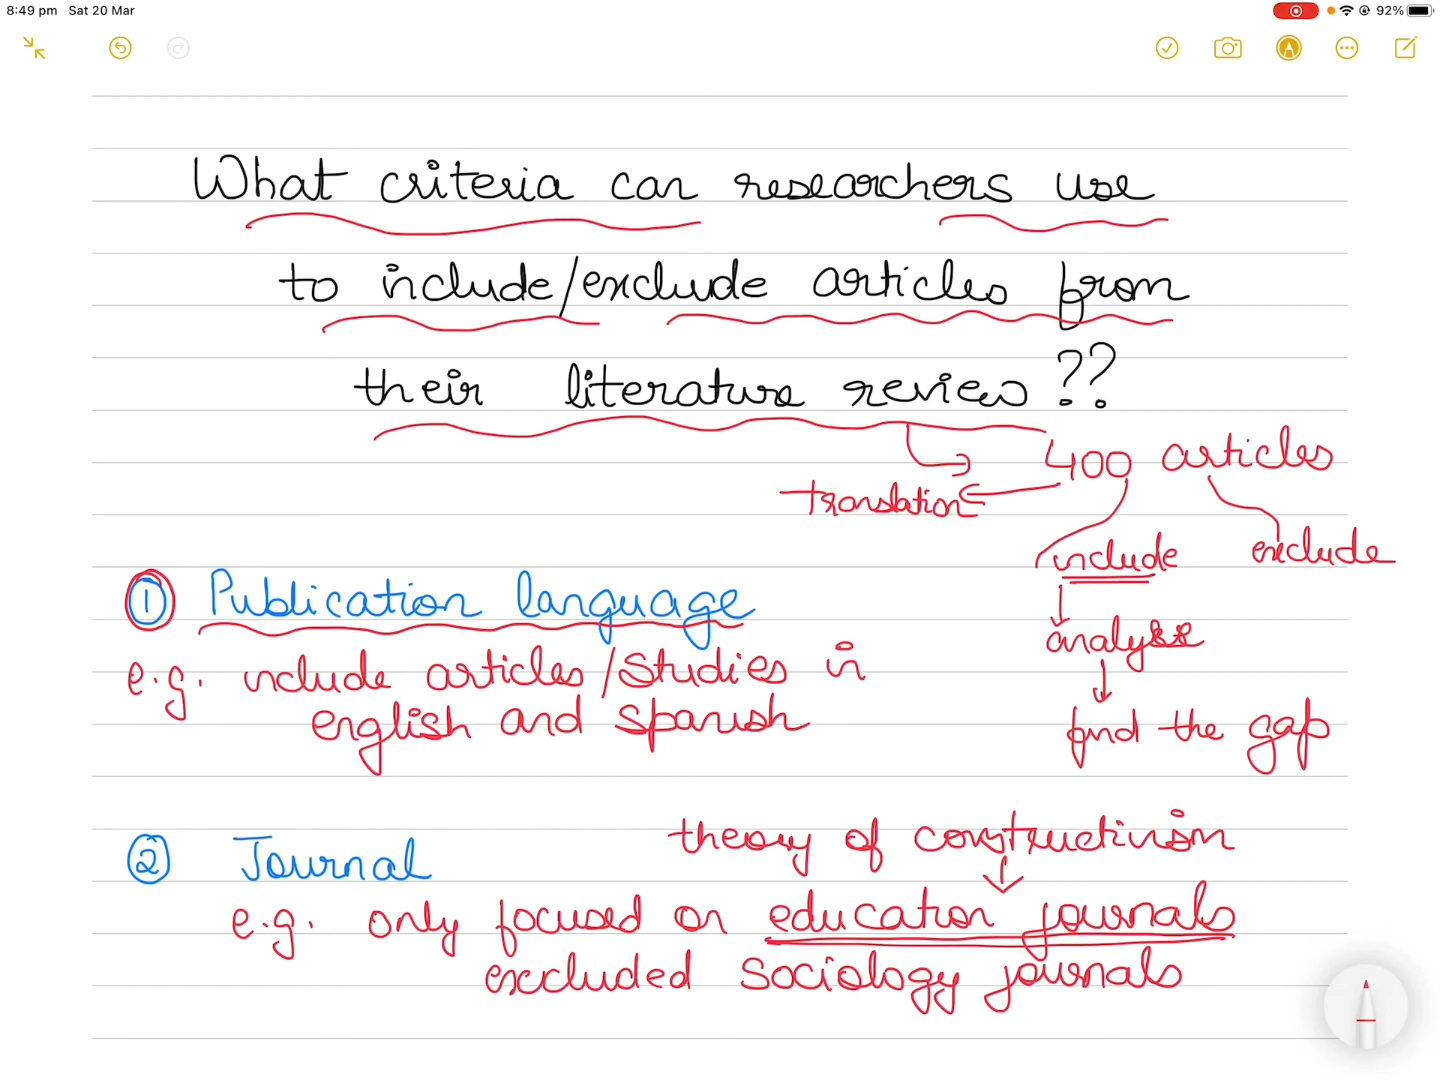 8:49 pm Sat 20 Mar
92%
What criteria can researchers use
to include/exclude articles from
their literature review??
400 articles
translation
include
exclude
① Publication language
analyse
e.g. include articles/studies in
english and spanish
find the gap
theory of constructivism
② Journal
e.g. only focused on education journals
excluded sociology journals